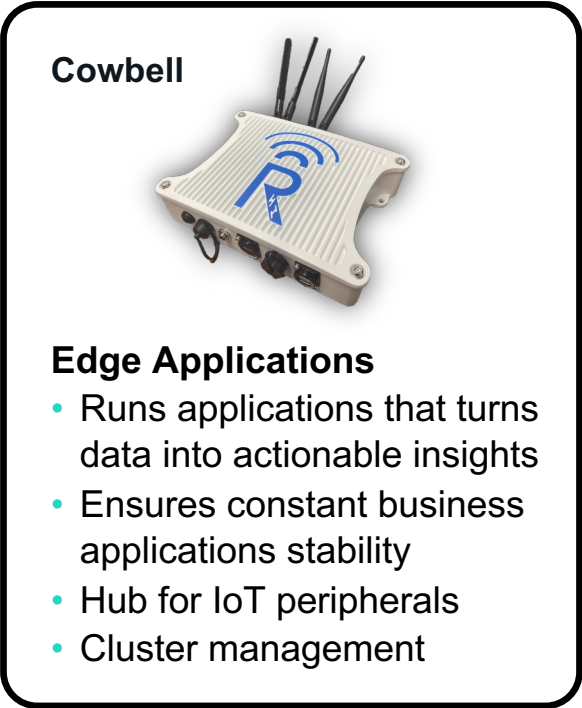 Cowbell
R
Edge Applications
• Runs applications that turns
data into actionable insights
• Ensures constant business
applications stability
• Hub for IoT peripherals
• Cluster management